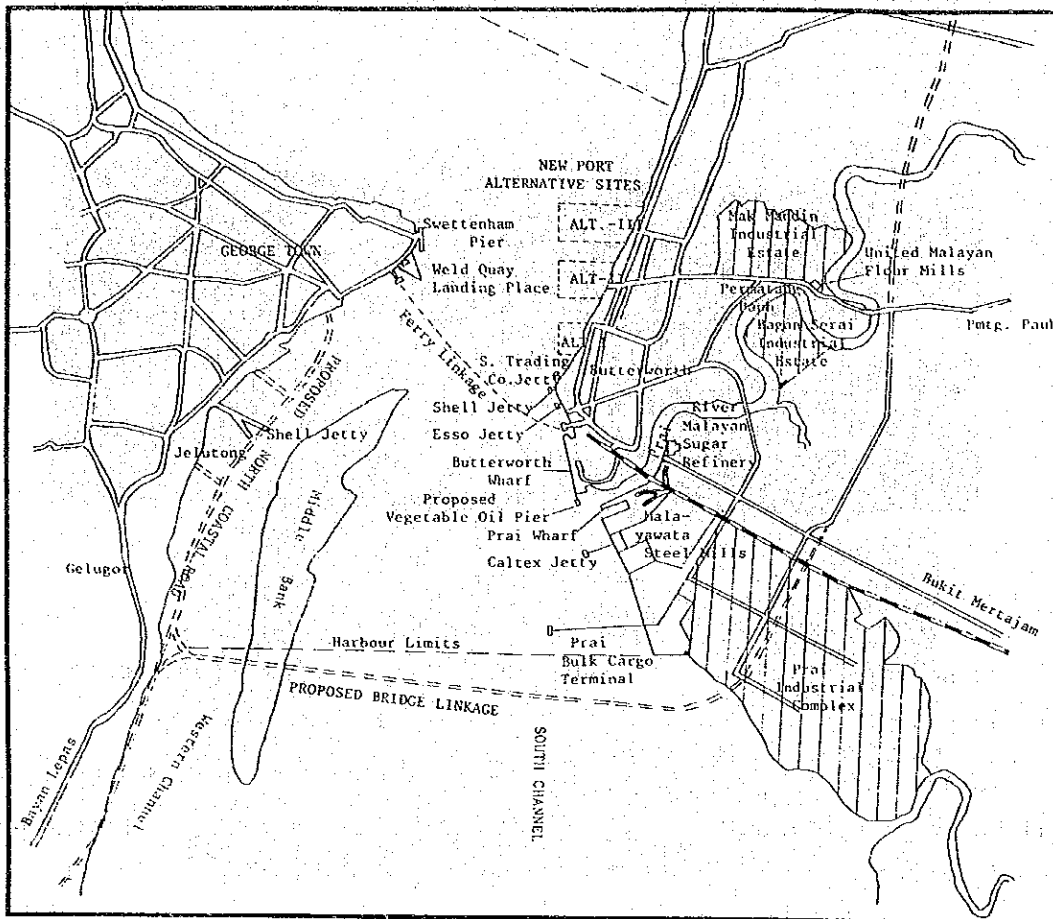 NEW PORT
ALTERNATIVE SITES
ALT.-III
ALT-
ALT
Swettenham
Pier
GEORGE TOWN
Weld Quay
Landing Place
Ferry Linkage
Mak Mandin
Industrial
Estate
United Malayan
Flour Mills
Permatang
Pauh
Pmtg. Pauh
Bagan Serai
Industrial
Estate
S. Trading
Co.Jetty
Butterworth
Shell Jetty
Esso Jetty
River
Prai
Malayan
Sugar
Refinery
Butterworth
Wharf
Proposed
Vegetable Oil Pier
Prai Wharf
Mala-
yawata
Steel Mills
Caltex Jetty
PROPOSED NORTH COASTAL ROAD
Shell Jetty
Jelutong
Middle Bank
Gelugor
Bukit Mertajam
Harbour Limits
Prai
Bulk Cargo
Terminal
Prai
Industrial
Complex
PROPOSED BRIDGE LINKAGE
Bayan Lepas
Western Channel
SOUTH CHANNEL